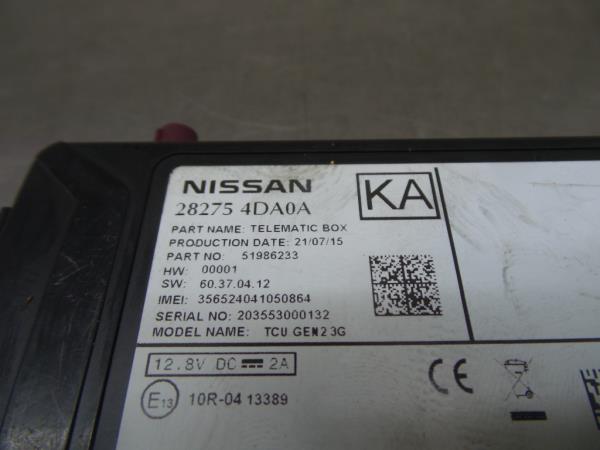 NISSAN
KA
28275 4DA0A
PART NAME: TELEMATIC BOX
PRODUCTION DATE: 21/07/15
PART NO: 51986233
HW: 00001
SW: 60.37.04.12
IMEI: 356524041050864
SERIAL NO: 203553000132
MODEL NAME: TCU GEN2 3G
12.8V DC 2A
CE
E13 10R-04 13389